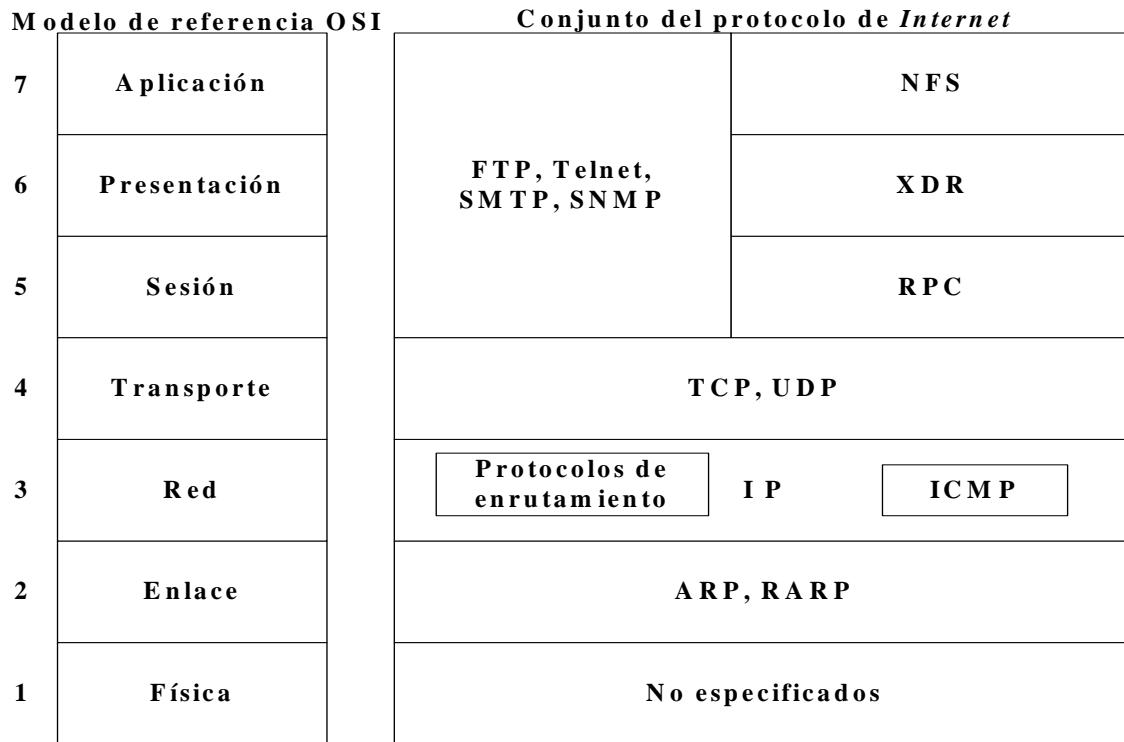 Modelo de referencia OSI
Conjunto del protocolo de Internet
7
Aplicación
NFS
FTP, Telnet,
SMTP, SNMP
6
Presentación
XDR
5
Sesión
RPC
4
Transporte
TCP, UDP
3
Red
Protocolos de
enrutamiento
IP
ICMP
2
Enlace
ARP, RARP
1
Física
No especificados